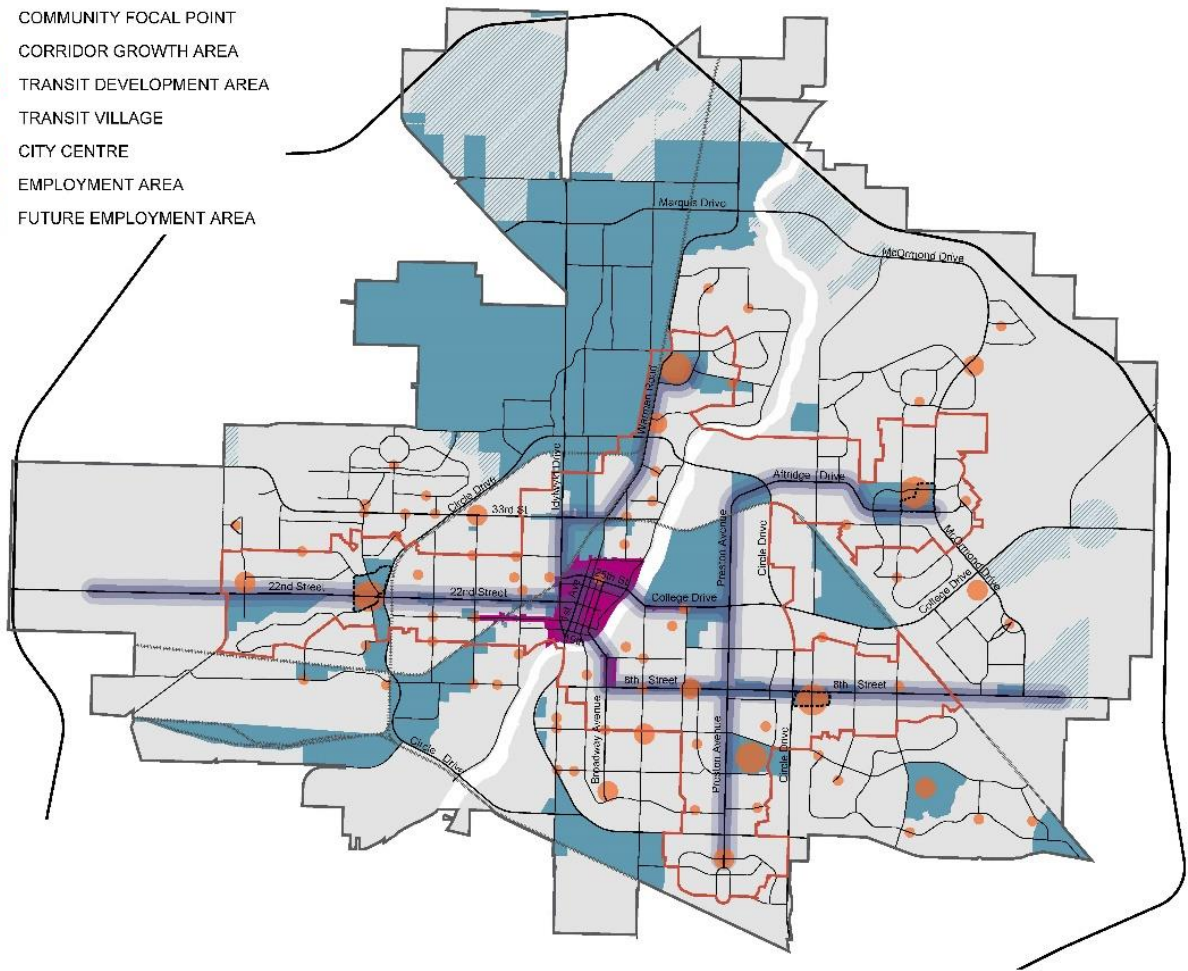 COMMUNITY FOCAL POINT
CORRIDOR GROWTH AREA
TRANSIT DEVELOPMENT AREA
TRANSIT VILLAGE
CITY CENTRE
EMPLOYMENT AREA
FUTURE EMPLOYMENT AREA
Marquis Drive
McOrmond Drive
Warman Road
Idylwyld Drive
Circle Drive
33rd St
Attridge Drive
Preston Avenue
Circle Drive
McOrmond Drive
College Drive
22nd Street
22nd Street
25th St
College Drive
8th Street
8th Street
Broadway Avenue
Preston Avenue
Circle Drive
Circle Drive